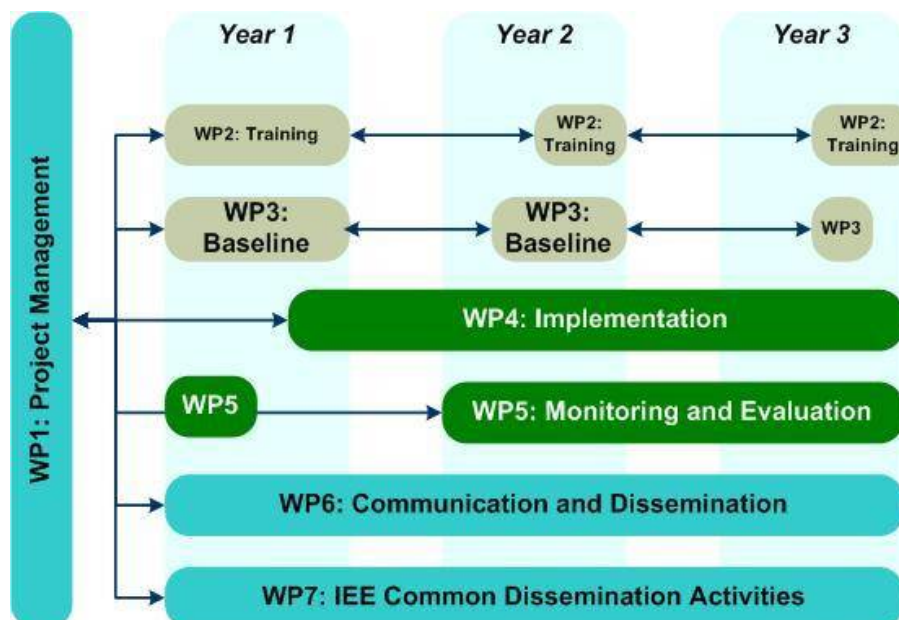 Year 1
Year 2
Year 3
WP1: Project Management
WP2: Training
WP2:
Training
WP2:
Training
WP3:
Baseline
WP3:
Baseline
WP3
WP4: Implementation
WP5
WP5: Monitoring and Evaluation
WP6: Communication and Dissemination
WP7: IEE Common Dissemination Activities